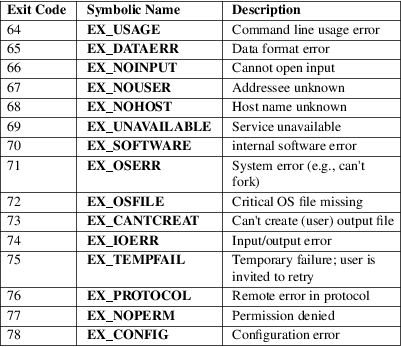 Exit Code Symbolic Name Description
64 EX_USAGE Command line usage error
65 EX_DATAERR Data format error
66 EX_NOINPUT Cannot open input
67 EX_NOUSER Addressee unknown
68 EX_NOHOST Host name unknown
69 EX_UNAVAILABLE Service unavailable
70 EX_SOFTWARE internal software error
71 EX_OSERR System error (e.g., can't
fork)
72 EX_OSFILE Critical OS file missing
73 EX_CANTCREAT Can't create (user) output file
74 EX_IOERR Input/output error
75 EX_TEMPFAIL Temporary failure; user is
invited to retry
76 EX_PROTOCOL Remote error in protocol
77 EX_NOPERM Permission denied
78 EX_CONFIG Configuration error